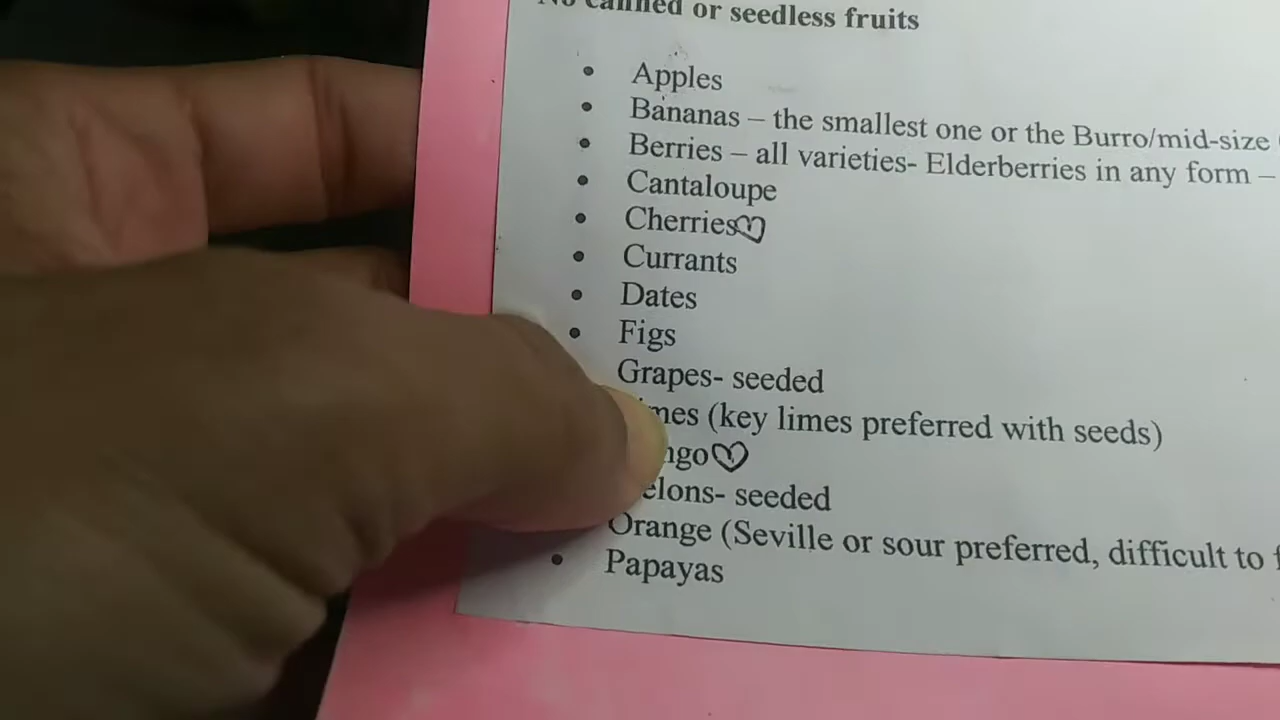 No canned or seedless fruits
• Apples
• Bananas – the smallest one or the Burro/mid-size
• Berries – all varieties- Elderberries in any form –
• Cantaloupe
• Cherries
• Currants
• Dates
• Figs
Grapes- seeded
(key limes preferred with seeds)
elons- seeded
Orange (Seville or sour preferred, difficult to
• Papayas